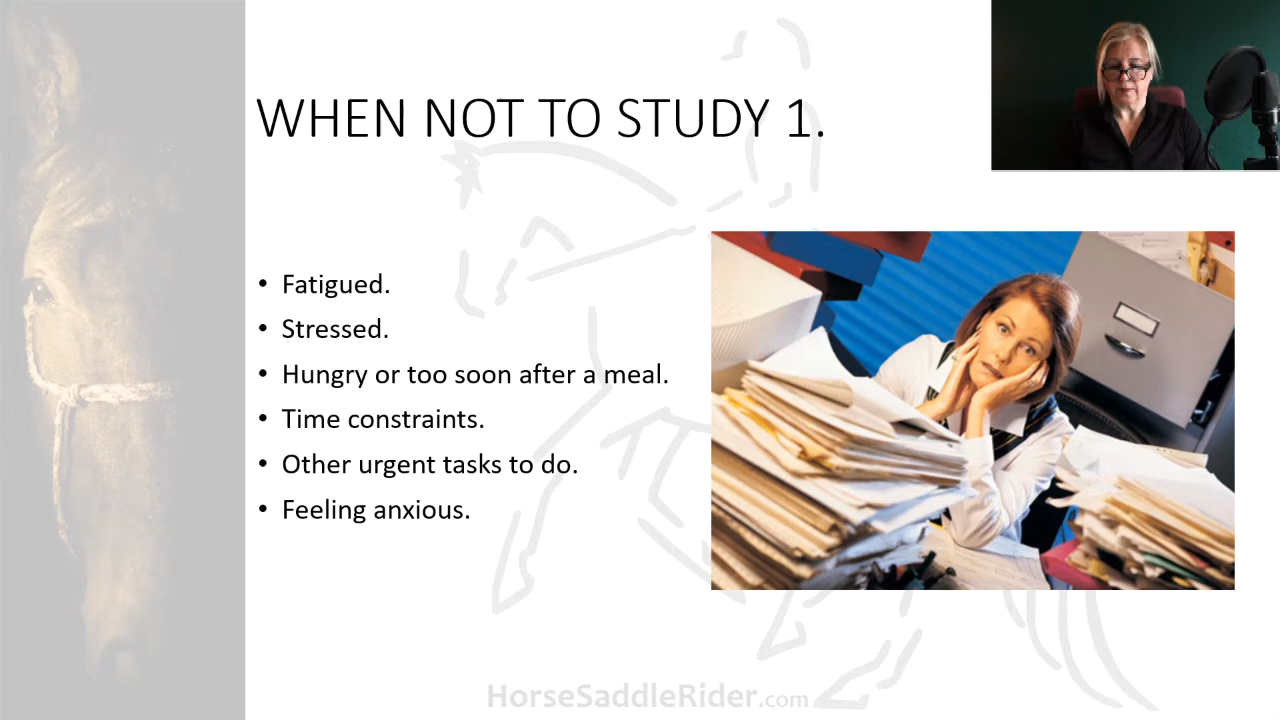 WHEN NOT TO STUDY 1.
• Fatigued.
• Stressed.
• Hungry or too soon after a meal.
• Time constraints.
• Other urgent tasks to do.
• Feeling anxious.
HorseSaddleRider.com